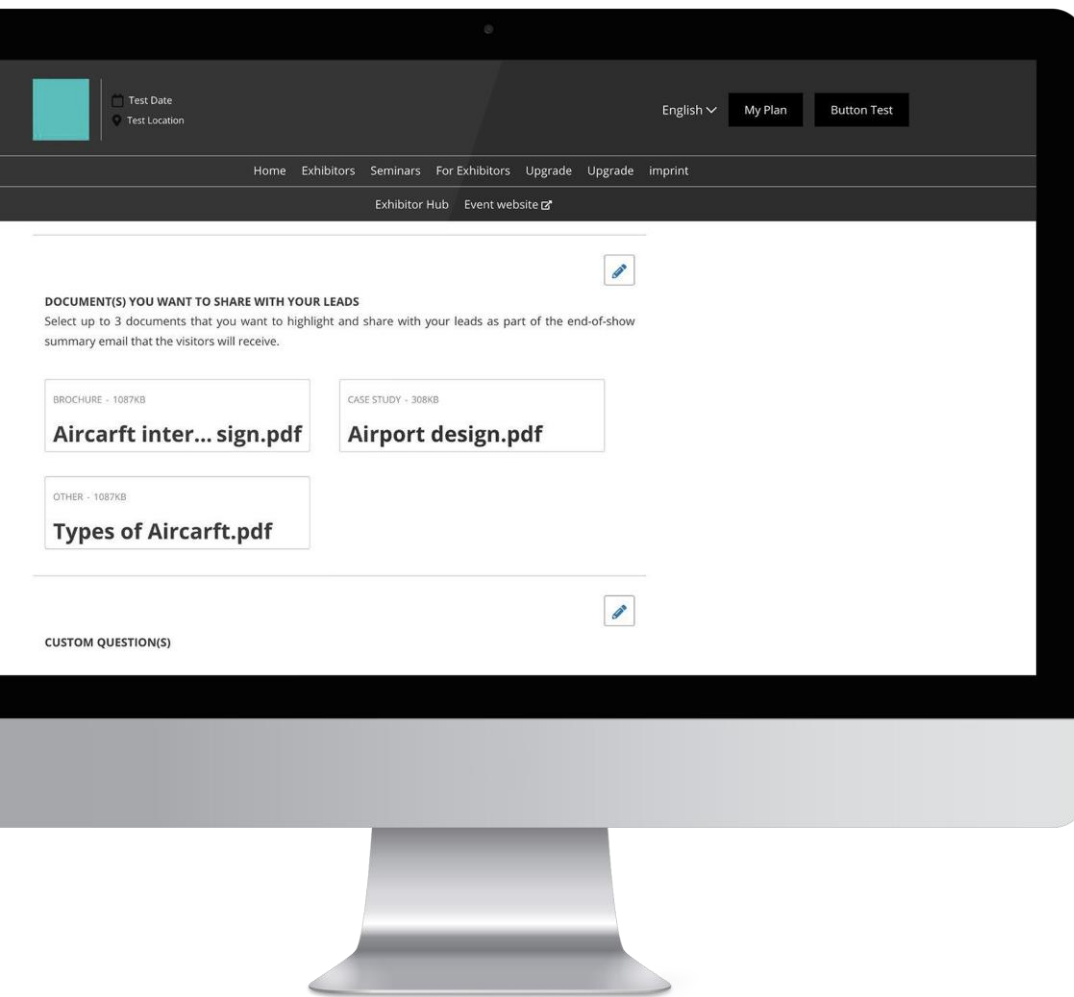 Test Date
Test Location
English
My Plan
Button Test
Home Exhibitors Seminars For Exhibitors Upgrade Upgrade imprint
Exhibitor Hub Event website
DOCUMENT(S) YOU WANT TO SHARE WITH YOUR LEADS
Select up to 3 documents that you want to highlight and share with your leads as part of the end-of-show
summary email that the visitors will receive.
BROCHURE - 1087KB
Aircarft inter... sign.pdf
CASE STUDY - 308KB
Airport design.pdf
OTHER - 1087KB
Types of Aircarft.pdf
CUSTOM QUESTION(S)